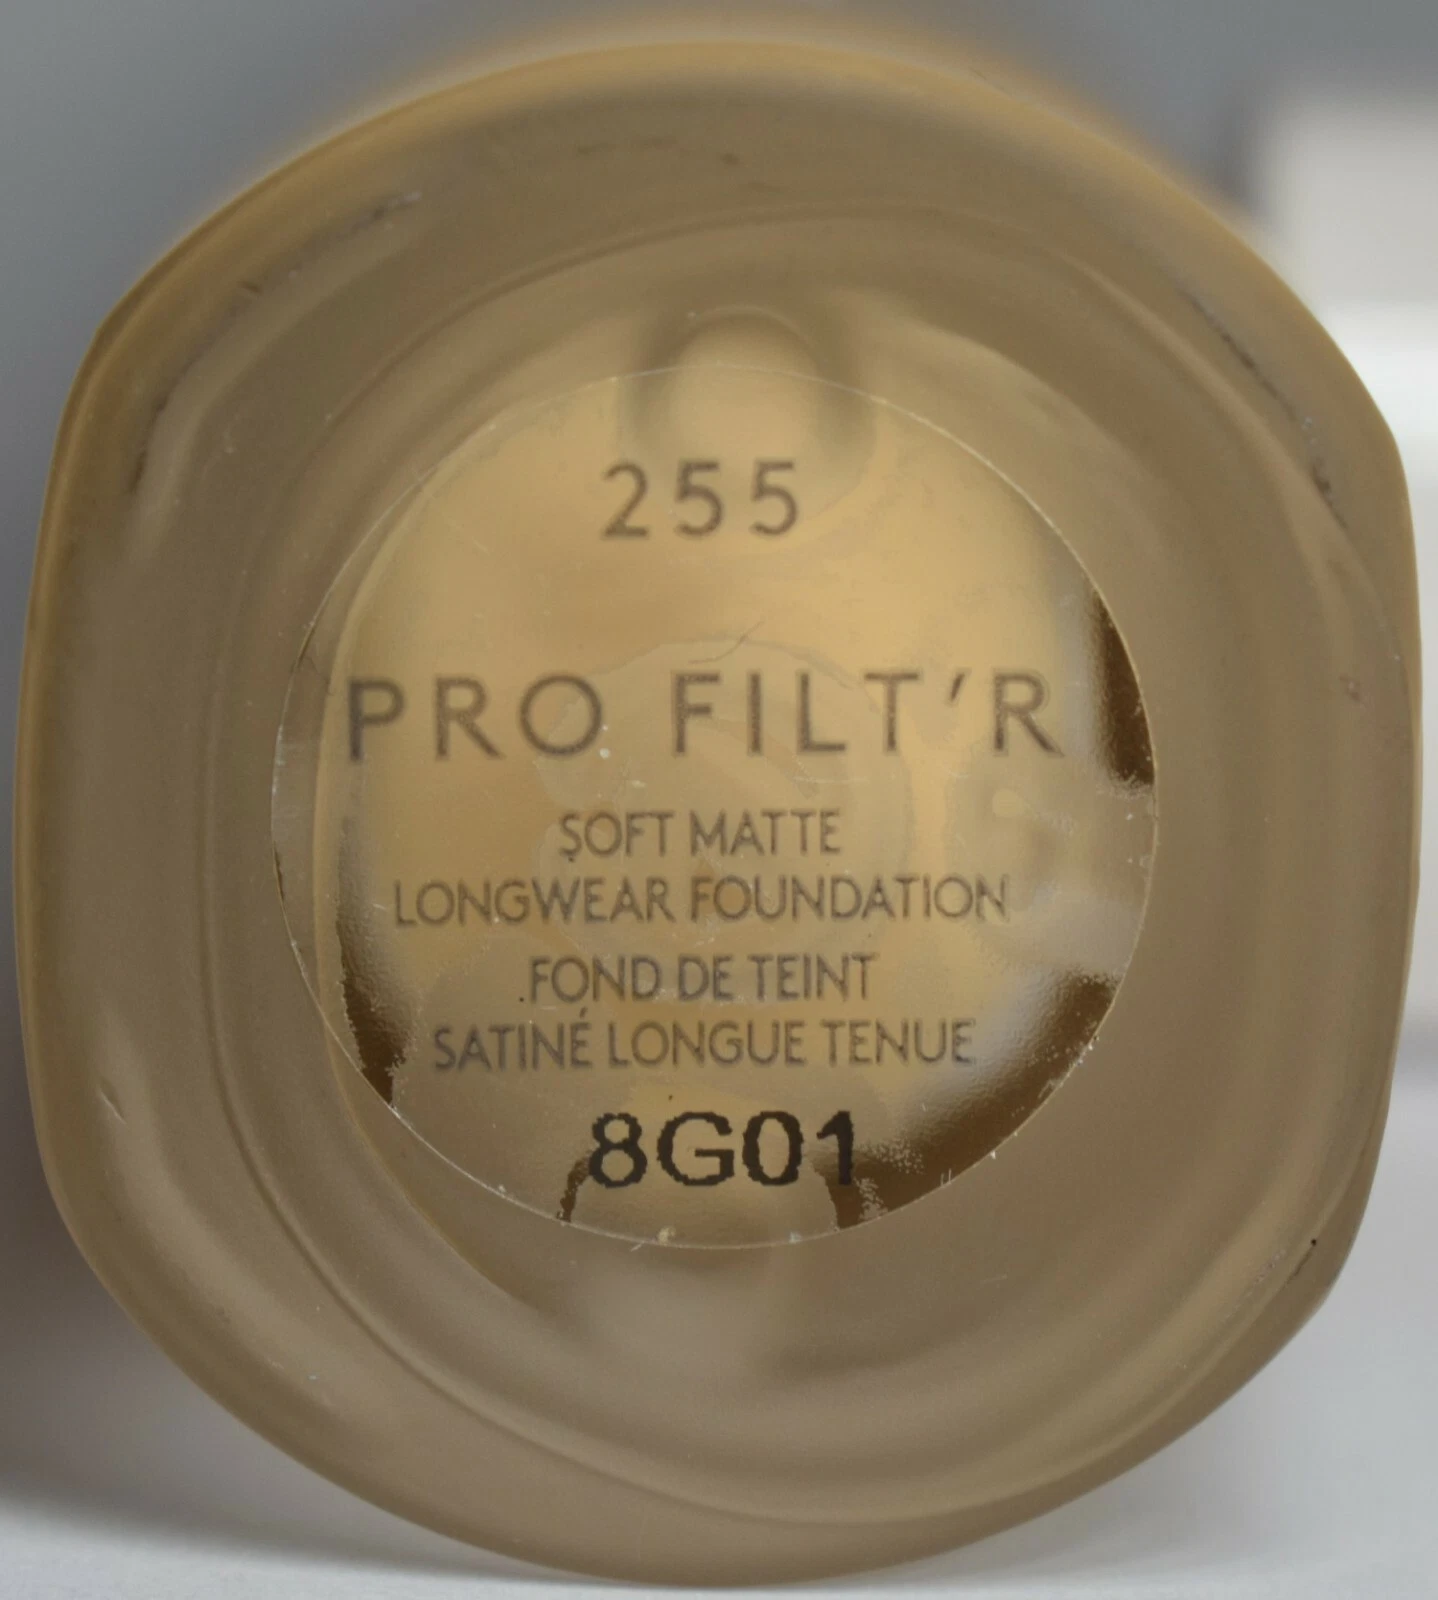 255
PRO FILT'R
SOFT MATTE
LONGWEAR FOUNDATION
FOND DE TEINT
SATINÉ LONGUE TENUE
8G01